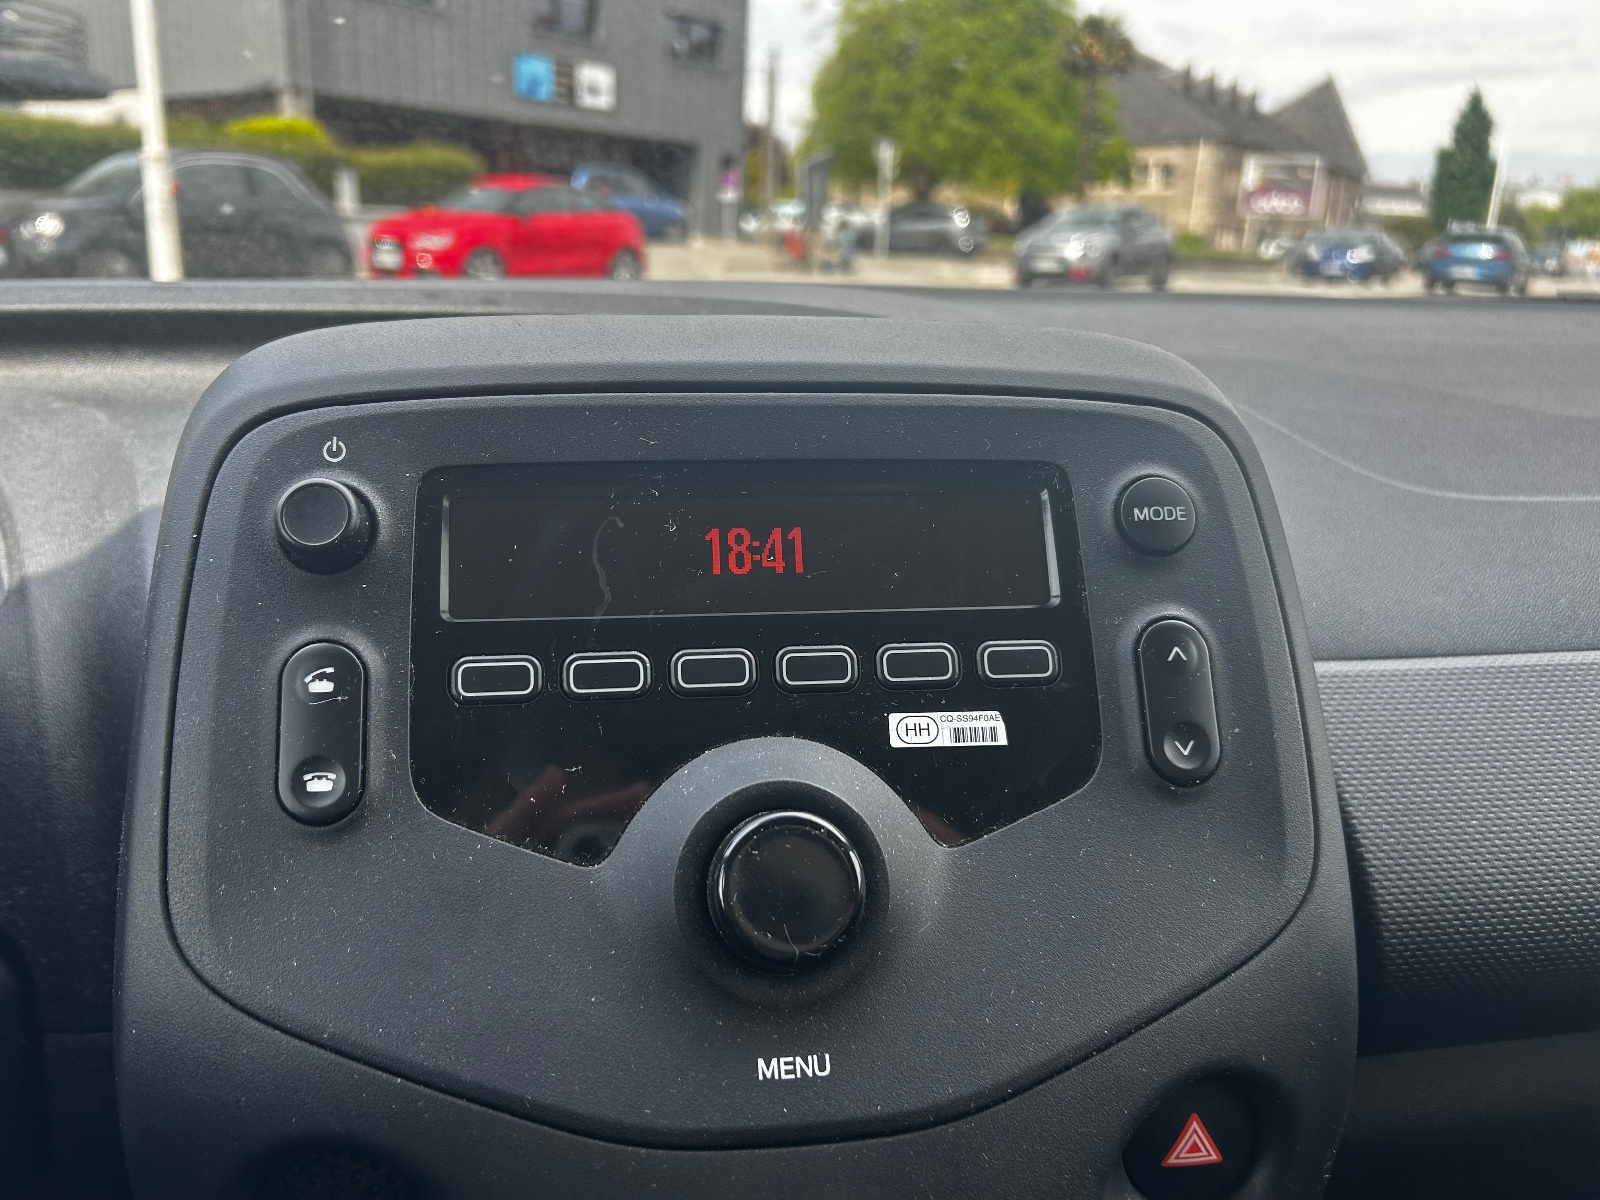 18:41
MODE
HH
CQ-SS94F0AE
MENU